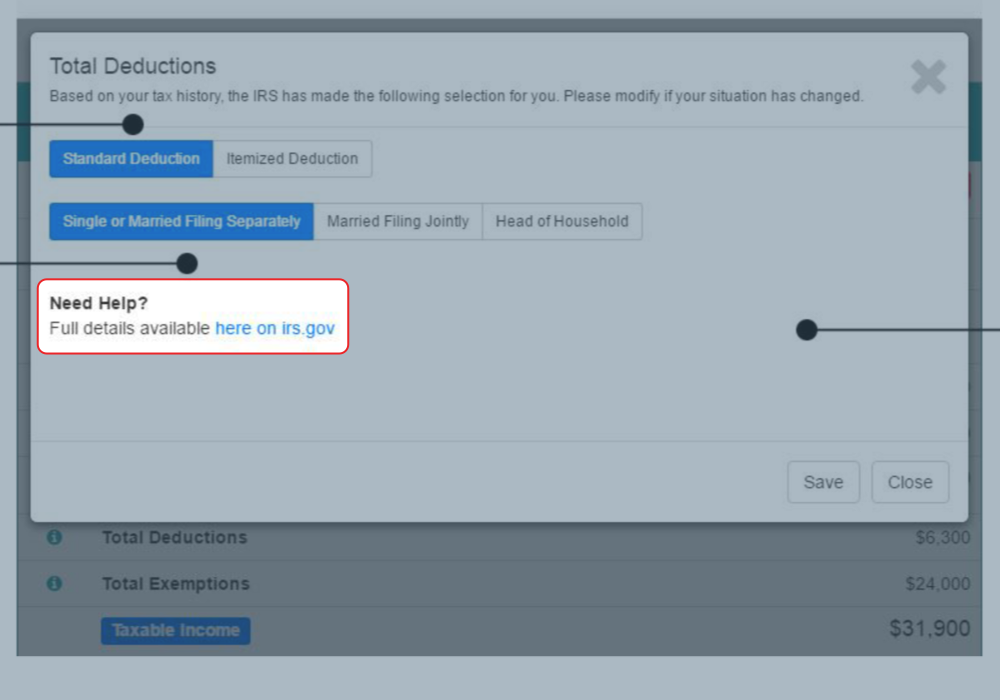 Total Deductions
Based on your tax history, the IRS has made the following selection for you. Please modify if your situation has changed.
Standard Deduction Itemized Deduction
Single or Married Filing Separately Married Filing Jointly Head of Household
Need Help?
Full details available here on irs.gov
Save Close
Total Deductions $6,300
Total Exemptions $24,000
Taxable Income $31,900